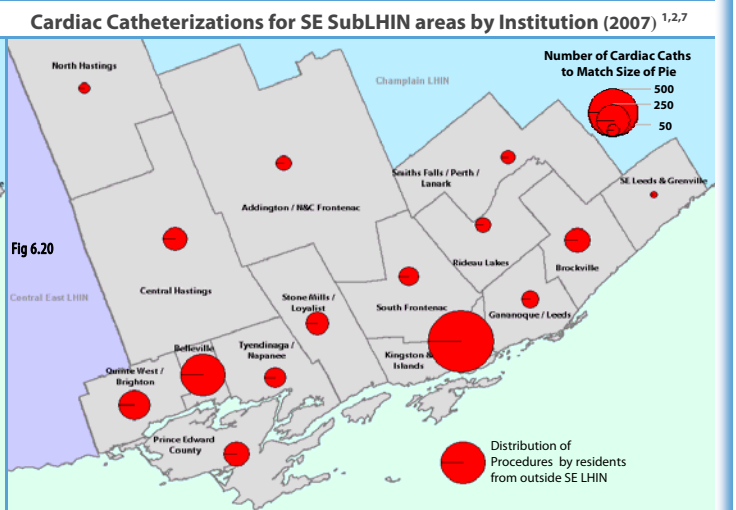 Cardiac Catheterizations for SE SubLHIN areas by Institution (2007) 1,2,7
North Hastings
Champlain LHIN
Number of Cardiac Caths
to Match Size of Pie
500
250
50
Smiths Falls / Perth /
Lanark
SE Leeds & Grenville
Addington / N&C Frontenac
Fig 6.20
Rideau Lakes
Brockville
Central East LHIN
Central Hastings
Stone Mills /
Loyalist
South Frontenac
Gananoque / Leeds
Belleville
Tyendinaga /
Napanee
Kingston &
Islands
Quinte West /
Brighton
Prince Edward
County
Distribution of
Procedures by residents
from outside SE LHIN